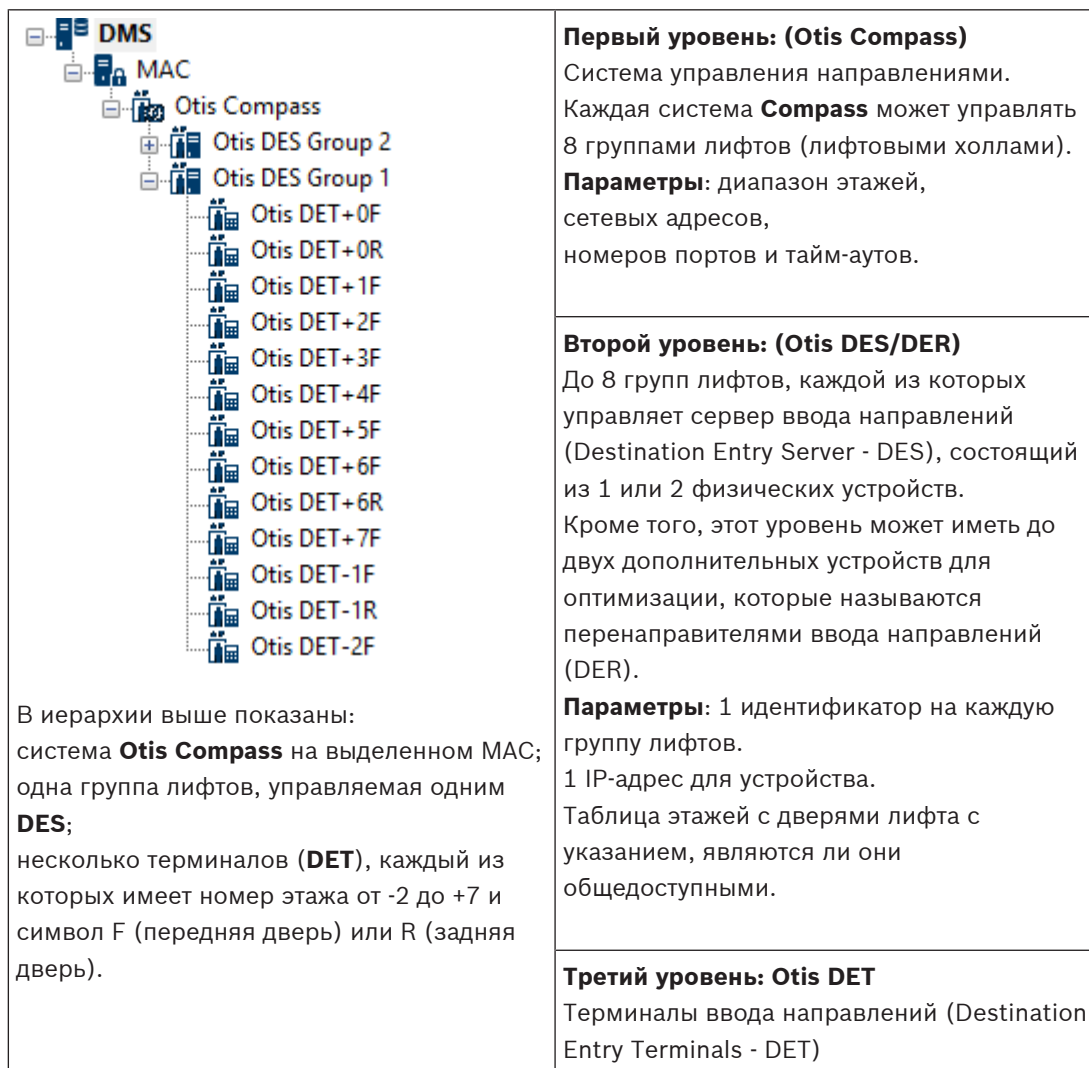 DMS
MAC
Otis Compass
Otis DES Group 2
Otis DES Group 1
Otis DET+0F
Otis DET+0R
Otis DET+1F
Otis DET+2F
Otis DET+3F
Otis DET+4F
Otis DET+5F
Otis DET+6F
Otis DET+6R
Otis DET+7F
Otis DET-1F
Otis DET-1R
Otis DET-2F
В иерархии выше показаны:
система Otis Compass на выделенном MAC;
одна группа лифтов, управляемая одним
DES;
несколько терминалов (DET), каждый из
которых имеет номер этажа от -2 до +7 и
символ F (передняя дверь) или R (задняя
дверь).
Первый уровень: (Otis Compass)
Система управления направлениями.
Каждая система Compass может управлять
8 группами лифтов (лифтовыми холлами).
Параметры: диапазон этажей,
сетевых адресов,
номеров портов и тайм-аутов.
Второй уровень: (Otis DES/DER)
До 8 групп лифтов, каждой из которых
управляет сервер ввода направлений
(Destination Entry Server - DES), состоящий
из 1 или 2 физических устройств.
Кроме того, этот уровень может иметь до
двух дополнительных устройств для
оптимизации, которые называются
перенаправителями ввода направлений
(DER).
Параметры: 1 идентификатор на каждую
группу лифтов.
1 IP-адрес для устройства.
Таблица этажей с дверями лифта с
указанием, являются ли они
общедоступными.
Третий уровень: Otis DET
Терминалы ввода направлений (Destination
Entry Terminals - DET)